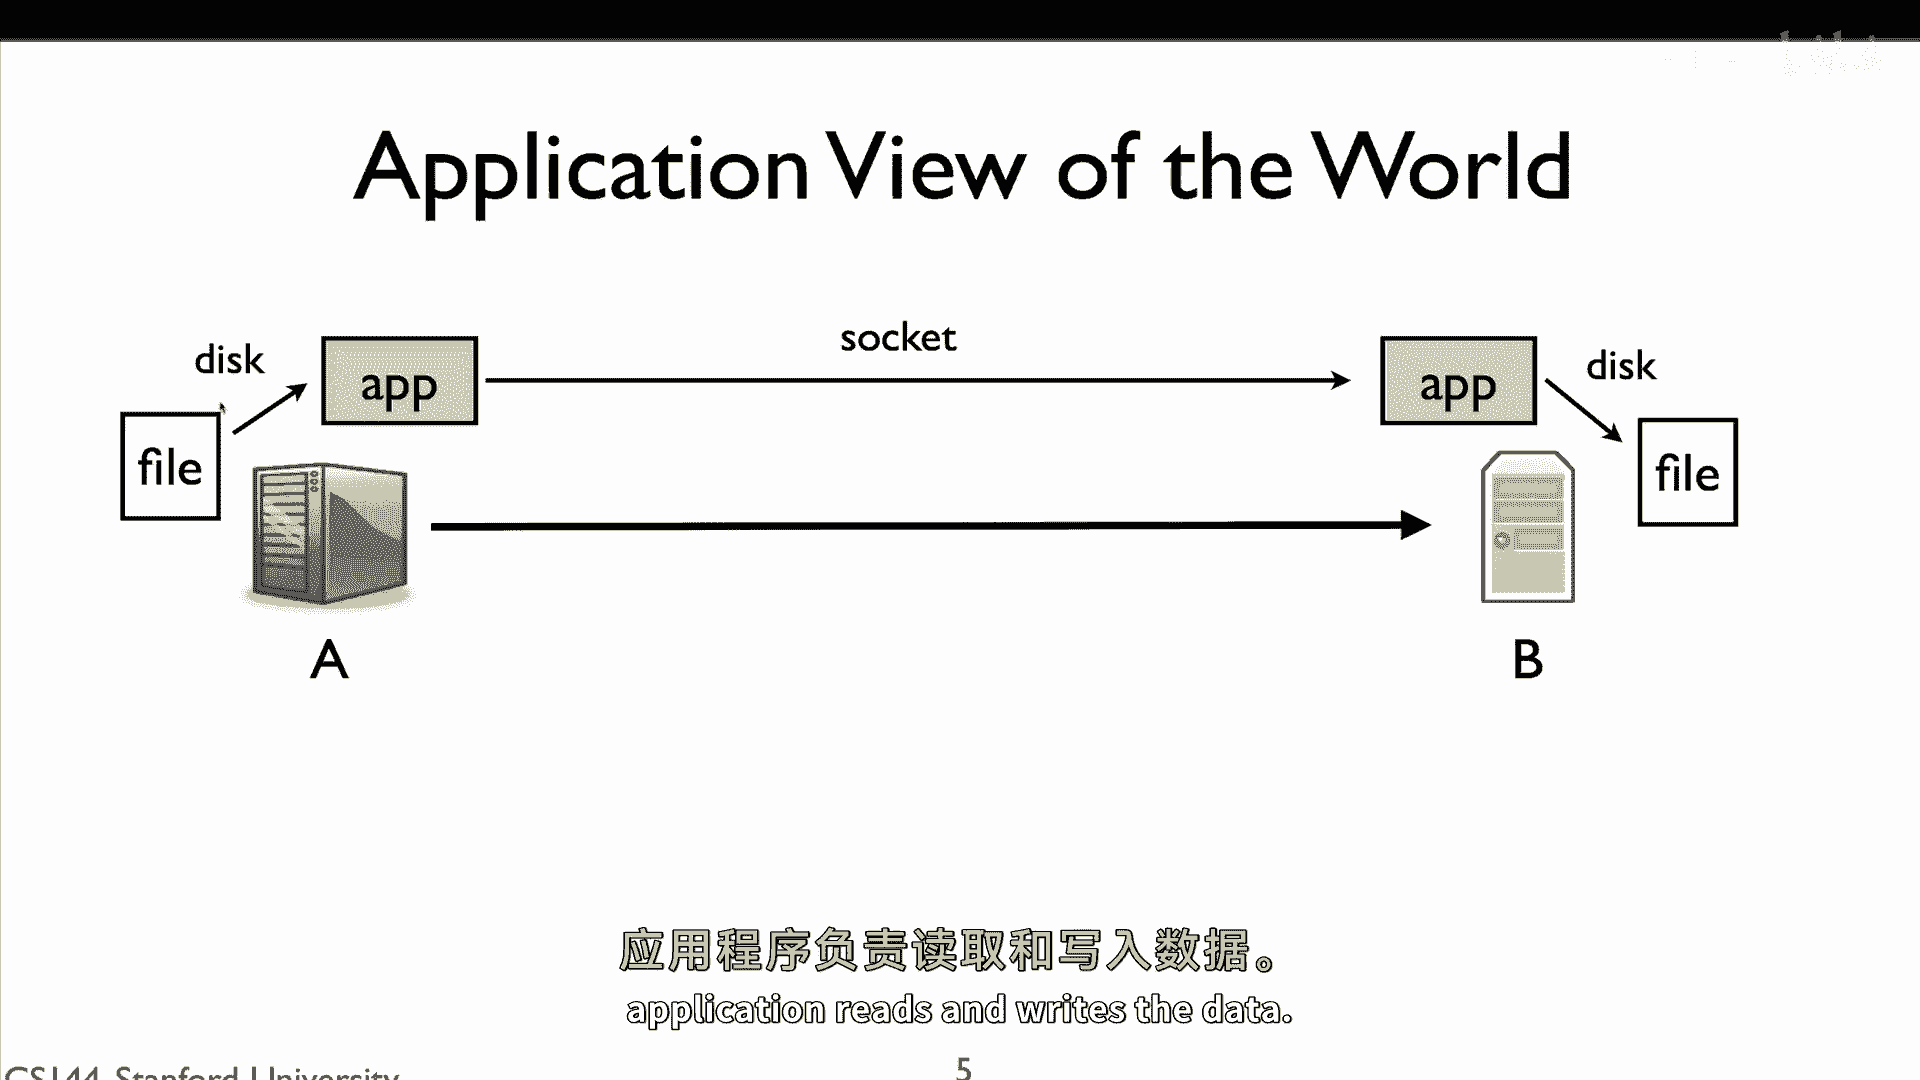 Application View of the World
socket
disk
app
app
disk
file
file
A
B
应用程序负责读取和写入数据。
application reads and writes the data.
CS144, Stanford University
5